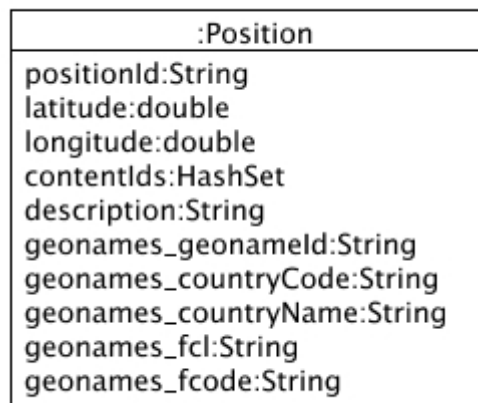 :Position
positionId:String
latitude:double
longitude:double
contentIds:HashSet
description:String
geonames_geonameId:String
geonames_countryCode:String
geonames_countryName:String
geonames_fcl:String
geonames_fcode:String